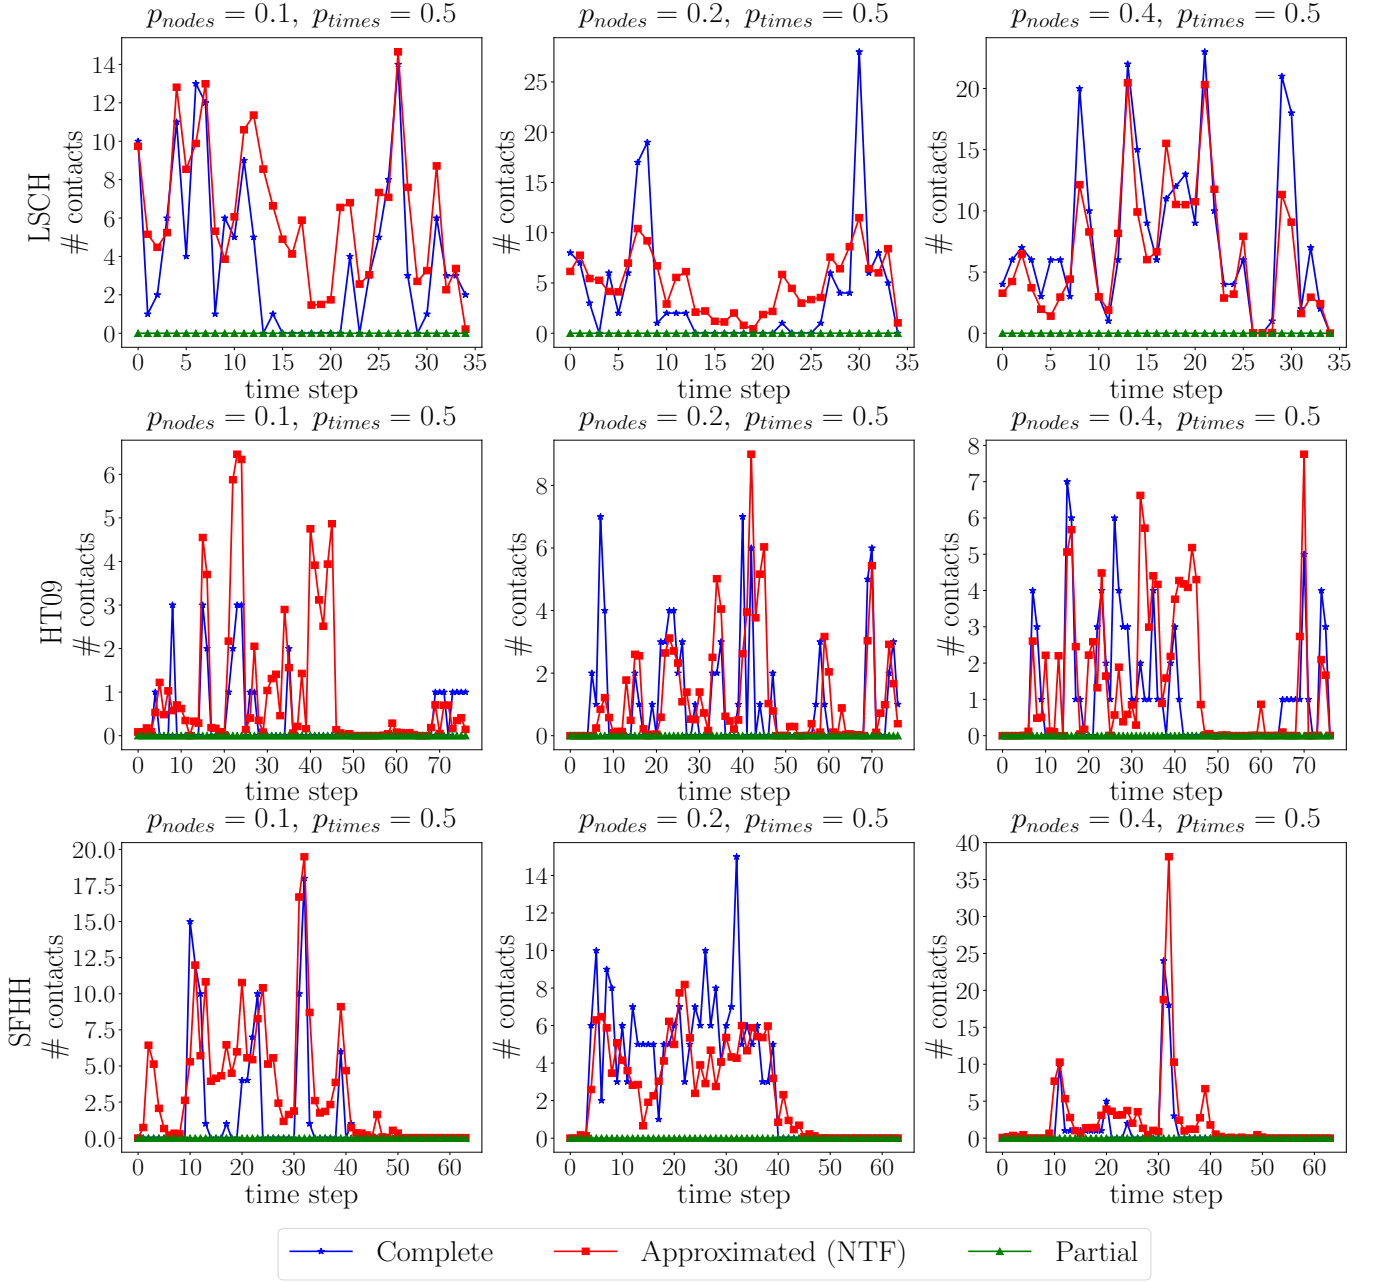 p_nodes = 0.1, p_times = 0.5
p_nodes = 0.2, p_times = 0.5
p_nodes = 0.4, p_times = 0.5
LSCH
# contacts
14
12
10
8
6
4
2
0
0 5 10 15 20 25 30 35
time step
# contacts
25
20
15
10
5
0
0 5 10 15 20 25 30 35
time step
# contacts
20
15
10
5
0
0 5 10 15 20 25 30 35
time step
p_nodes = 0.1, p_times = 0.5
p_nodes = 0.2, p_times = 0.5
p_nodes = 0.4, p_times = 0.5
HT09
# contacts
6
5
4
3
2
1
0
0 10 20 30 40 50 60 70
time step
# contacts
8
6
4
2
0
0 10 20 30 40 50 60 70
time step
# contacts
8
7
6
5
4
3
2
1
0
0 10 20 30 40 50 60 70
time step
p_nodes = 0.1, p_times = 0.5
p_nodes = 0.2, p_times = 0.5
p_nodes = 0.4, p_times = 0.5
SFHH
# contacts
20.0
17.5
15.0
12.5
10.0
7.5
5.0
2.5
0.0
0 10 20 30 40 50 60
time step
# contacts
14
12
10
8
6
4
2
0
0 10 20 30 40 50 60
time step
# contacts
40
35
30
25
20
15
10
5
0
0 10 20 30 40 50 60
time step
Complete
Approximated (NTF)
Partial